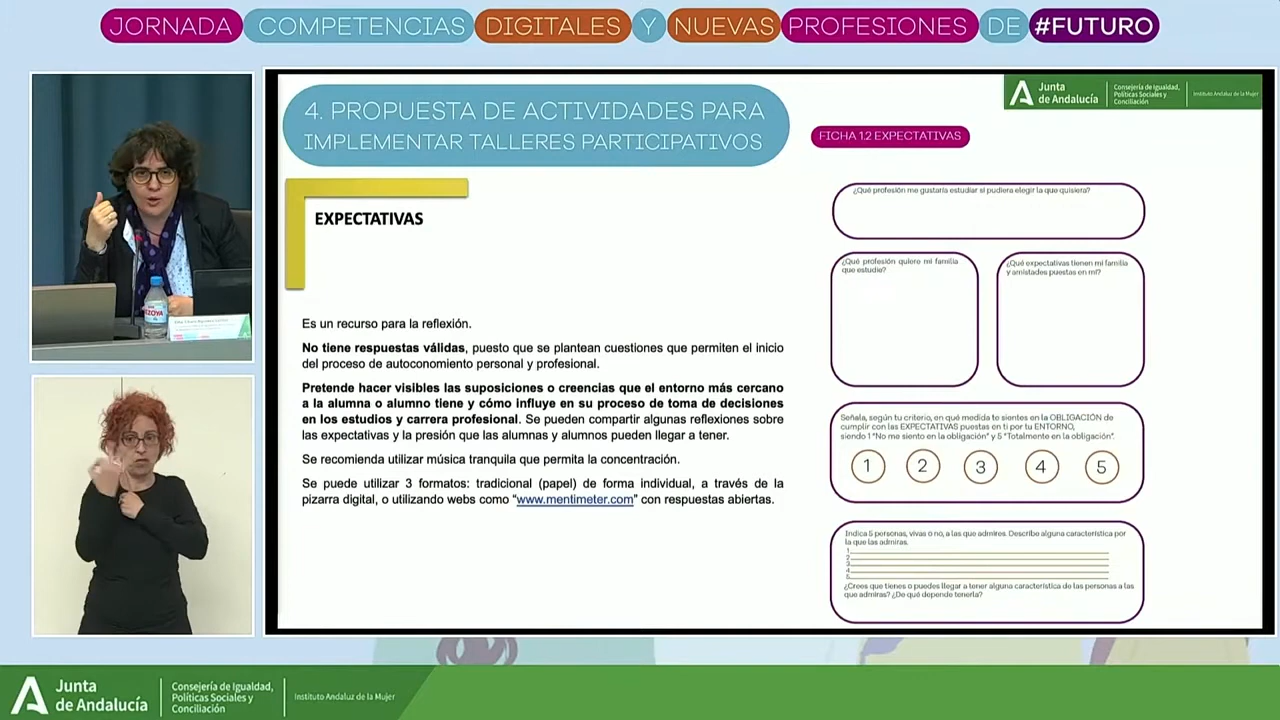 JORNADA COMPETENCIAS DIGITALES Y NUEVAS PROFESIONES DE #FUTURO
4. PROPUESTA DE ACTIVIDADES PARA
IMPLEMENTAR TALLERES PARTICIPATIVOS
Junta
de Andalucía
Consejería de Igualdad,
Políticas Sociales y
Conciliación
Instituto Andaluz de la Mujer
FICHA 1.2 EXPECTATIVAS
EXPECTATIVAS
Es un recurso para la reflexión.
No tiene respuestas válidas, puesto que se plantean cuestiones que permiten el inicio
del proceso de autoconomiento personal y profesional.
Pretende hacer visibles las suposiciones o creencias que el entorno más cercano
a la alumna o alumno tiene y cómo influye en su proceso de toma de decisiones
en los estudios y carrera profesional. Se pueden compartir algunas reflexiones sobre
las expectativas y la presión que las alumnas y alumnos pueden llegar a tener.
Se recomienda utilizar música tranquila que permita la concentración.
Se puede utilizar 3 formatos: tradicional (papel) de forma individual, a través de la
pizarra digital, o utilizando webs como “www.mentimeter.com” con respuestas abiertas.
¿Qué profesión me gustaría estudiar si pudiera elegir la que quisiera?
¿Qué profesión quiere mi familia
que estudie?
¿Qué expectativas tienen mi familia
y amistades puestas en mí?
Señala, según tu criterio, en qué medida te sientes en la OBLIGACIÓN de
cumplir con las EXPECTATIVAS puestas en ti por tu ENTORNO,
siendo 1 “No me siento en la obligación” y 5 “Totalmente en la obligación”.
1 2 3 4 5
Indica 5 personas, vivas o no, a las que admires. Describe alguna característica por
la que las admiras.
1
2
3
4
5
¿Crees que tienes o puedes llegar a tener alguna característica de las personas a las
que admiras? ¿De qué depende tenerla?
Junta
de Andalucía
Consejería de Igualdad,
Políticas Sociales y
Conciliación
Instituto Andaluz de la Mujer